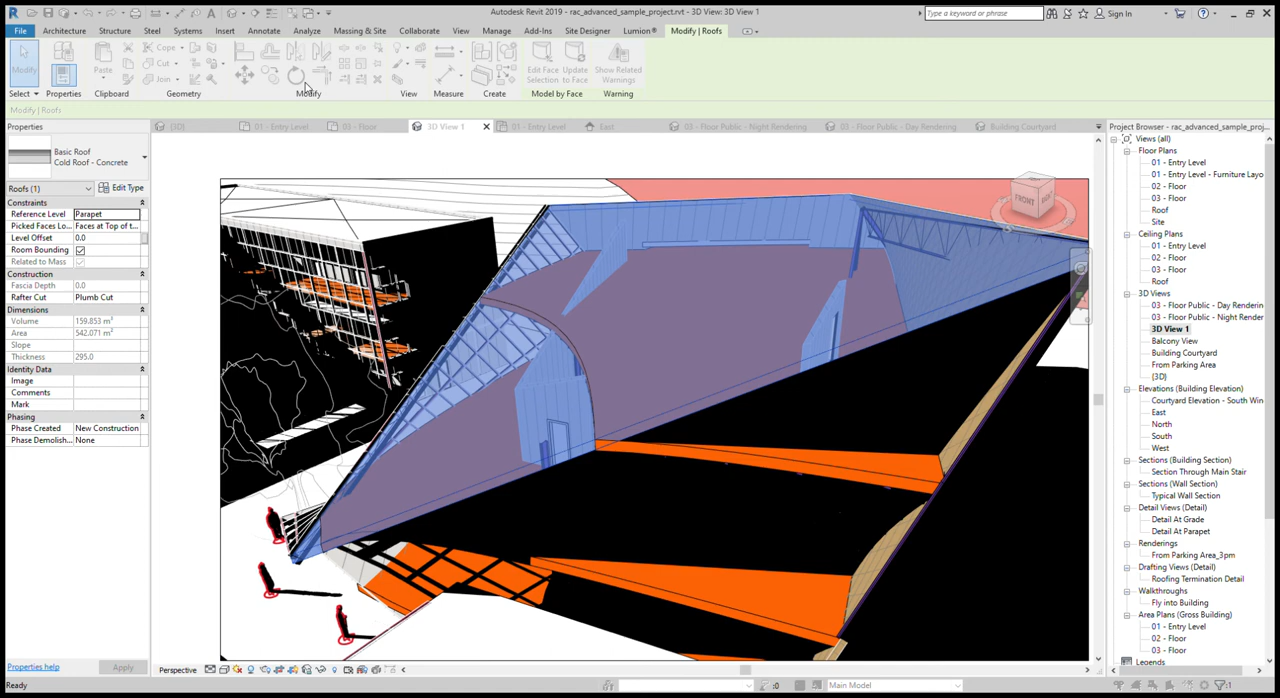 Autodesk Revit 2019 - rac_advanced_sample_project.rvt - 3D View: 3D View 1
Type a keyword or phrase
Sign In
File Architecture Structure Steel Systems Insert Annotate Analyze Massing & Site Collaborate View Manage Add-Ins Site Designer Lumion® Modify | Roofs
Modify
Paste
Cope
Cut
Join
Edit Face Selection
Update to Face
Show Related Warnings
Select Properties Clipboard Geometry Modify View Measure Create Model by Face Warning
Modify | Roofs
Properties
{3D} 01 - Entry Level 03 - Floor 3D View 1 01 - Entry Level East 03 - Floor Public - Night Rendering 03 - Floor Public - Day Rendering Building Courtyard
Basic Roof
Cold Roof - Concrete
Roofs (1) Edit Type
Constraints
Reference Level Parapet
Picked Faces Lo... Faces at Top of t...
Level Offset 0.0
Room Bounding
Related to Mass
Construction
Fascia Depth 0.0
Rafter Cut Plumb Cut
Dimensions
Volume 159.853 m³
Area 542.071 m²
Slope
Thickness 295.0
Identity Data
Image
Comments
Mark
Phasing
Phase Created New Construction
Phase Demolish... None
Properties help Apply
FRONT
Project Browser - rac_advanced_sample_proj...
Views (all)
Floor Plans
01 - Entry Level
01 - Entry Level - Furniture Layo
02 - Floor
03 - Floor
Roof
Site
Ceiling Plans
01 - Entry Level
02 - Floor
03 - Floor
Roof
3D Views
03 - Floor Public - Day Renderin
03 - Floor Public - Night Render
3D View 1
Balcony View
Building Courtyard
From Parking Area
{3D}
Elevations (Building Elevation)
Courtyard Elevation - South Win
East
North
South
West
Sections (Building Section)
Section Through Main Stair
Sections (Wall Section)
Typical Wall Section
Detail Views (Detail)
Detail At Grade
Detail At Parapet
Renderings
From Parking Area_3pm
Drafting Views (Detail)
Roofing Termination Detail
Walkthroughs
Fly into Building
Area Plans (Gross Building)
01 - Entry Level
02 - Floor
03 - Floor
Legends
Perspective
Ready :0 Main Model :1